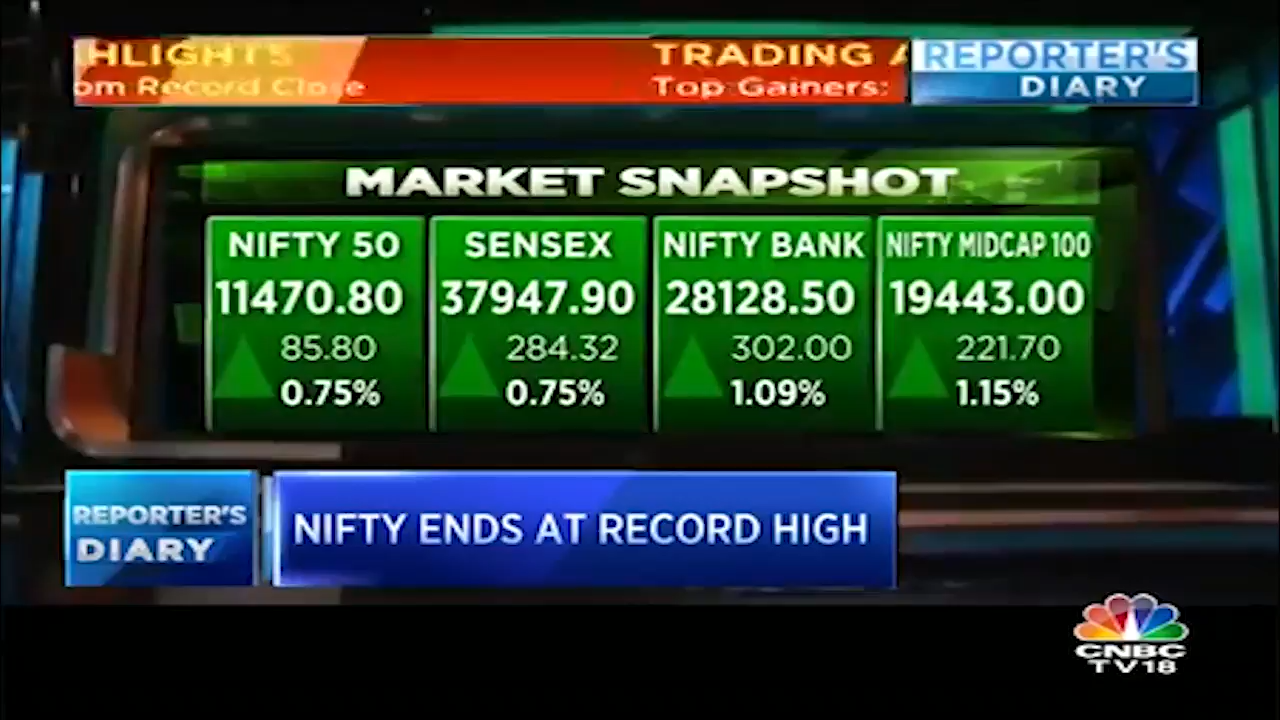 HLIGHTS
om Record Close
TRADING A
Top Gainers:
REPORTER'S
DIARY
MARKET SNAPSHOT
NIFTY 50
11470.80
85.80
0.75%
SENSEX
37947.90
284.32
0.75%
NIFTY BANK
28128.50
302.00
1.09%
NIFTY MIDCAP 100
19443.00
221.70
1.15%
REPORTER'S
DIARY
NIFTY ENDS AT RECORD HIGH
CNBC
TV18